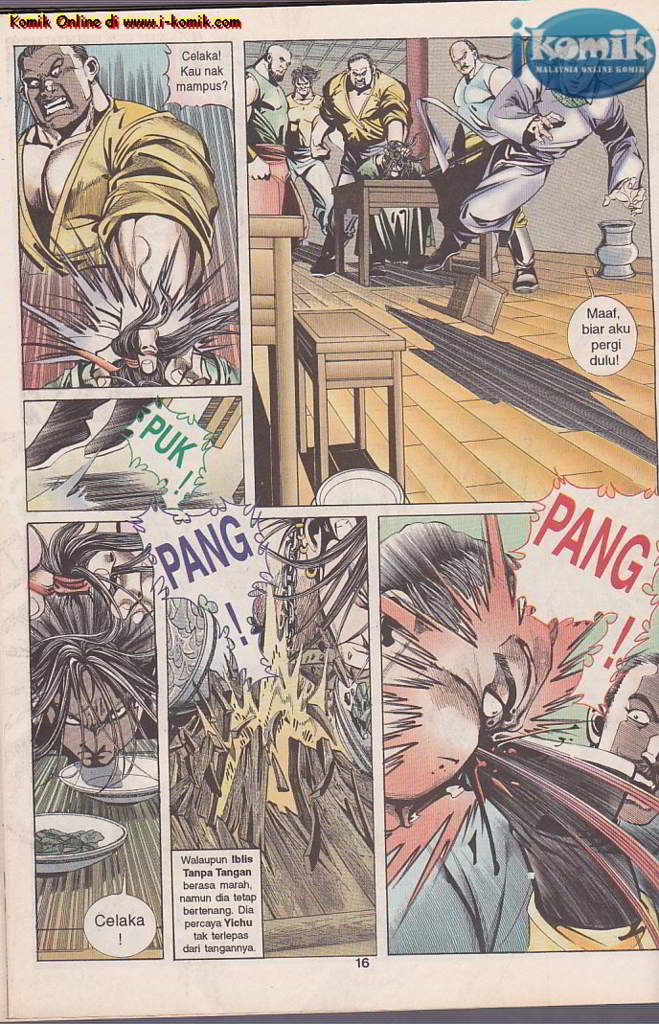 Komik Online di www.i-komik.com
ikomik
MALAYSIA ONLINE KOMIK
Celaka!
Kau nak
mampus?
Maaf,
biar aku
pergi
dulu!
PUK
!
PANG
!
PANG
!
Celaka
!
Walaupun Iblis
Tanpa Tangan
berasa marah,
namun dia tetap
bertenang. Dia
percaya Yichu
tak terlepas
dari tangannya.
16